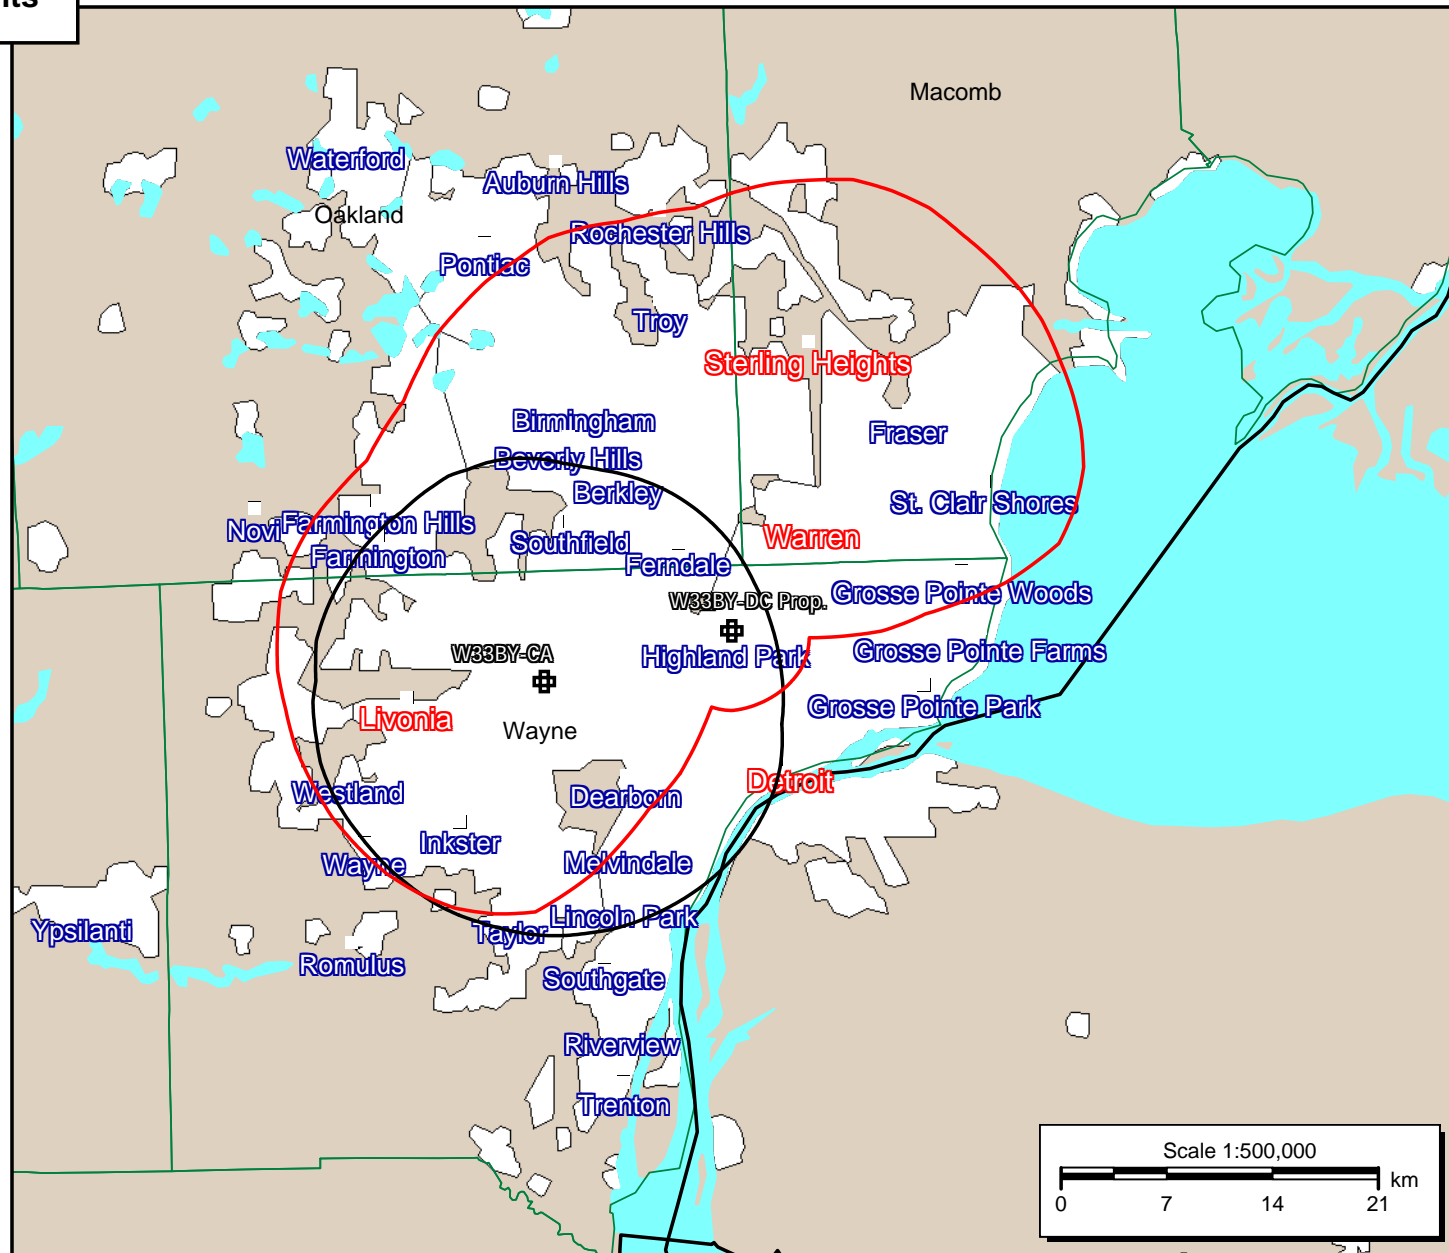 Macomb
Waterford
Auburn Hills
Oakland
Rochester Hills
Pontiac
Troy
Sterling Heights
Birmingham
Fraser
Beverly Hills
Berkley
St. Clair Shores
Novi
Farmington Hills
Warren
Southfield
Farmington
Ferndale
Grosse Pointe Woods
W33BY-DC Prop.
W33BY-CA
Highland Park
Grosse Pointe Farms
Livonia
Grosse Pointe Park
Wayne
Detroit
Westland
Dearborn
Inkster
Wayne
Melvindale
Lincoln Park
Ypsilanti
Taylor
Romulus
Southgate
Riverview
Trenton
Scale 1:500,000
km
0 7 14 21